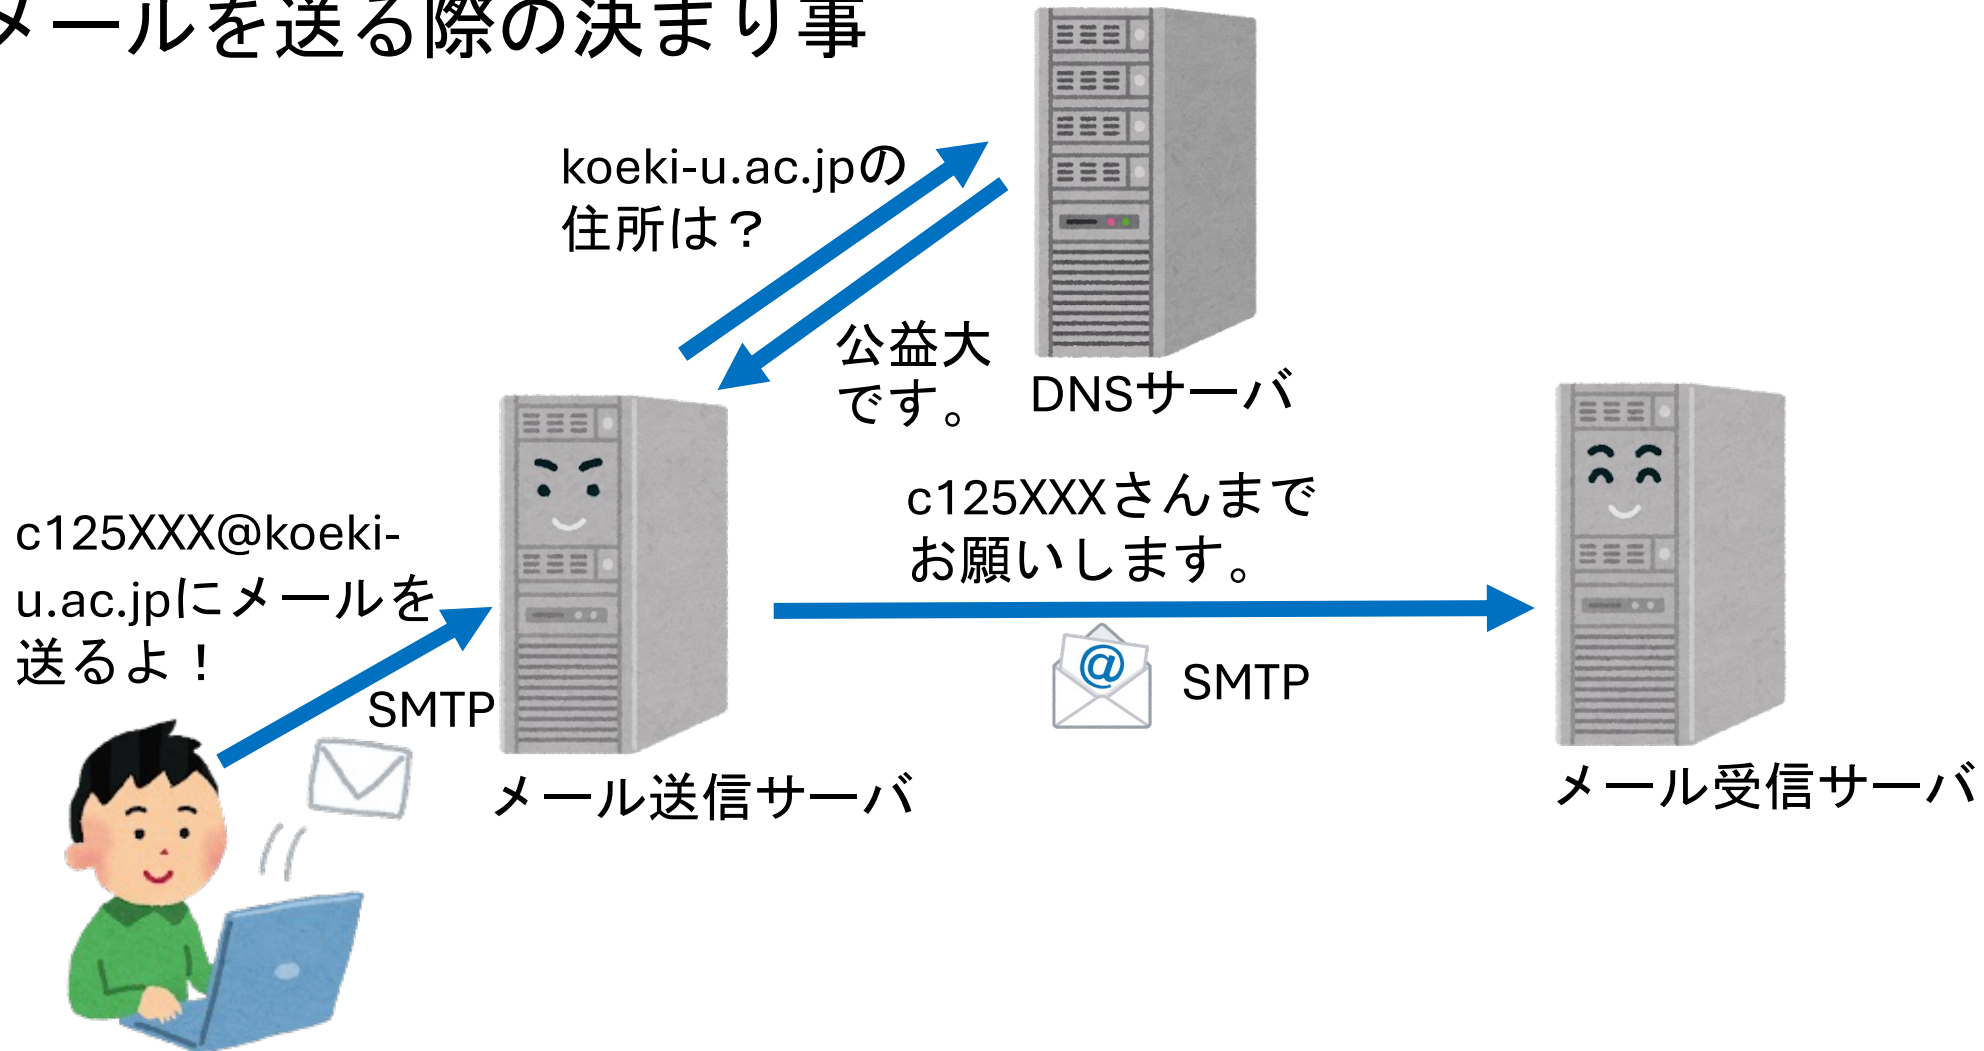 メールを送る際の決まり事
koeki-u.ac.jpの
住所は？
公益大
です。
DNSサーバ
c125XXXさんまで
お願いします。
c125XXX@koeki-
u.ac.jpにメールを
送るよ！
SMTP
@
SMTP
メール送信サーバ
メール受信サーバ